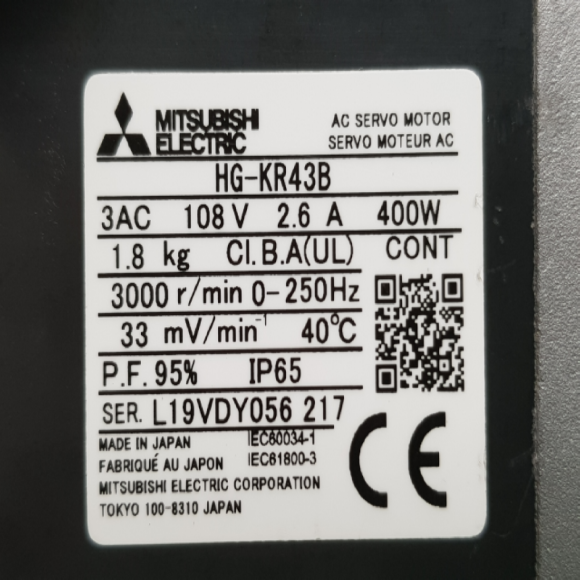 MITSUBISHI ELECTRIC
AC SERVO MOTOR
SERVO MOTEUR AC
HG-KR43B
3AC 108 V 2.6 A 400W
1.8 kg Cl.B.A(UL) CONT
3000 r/min 0-250Hz
33 mV/min⁻¹ 40°C
P.F. 95% IP65
SER. L19VDY056 217
MADE IN JAPAN IEC60034-1
FABRIQUÉ AU JAPON IEC61800-3
MITSUBISHI ELECTRIC CORPORATION
TOKYO 100-8310 JAPAN
CE